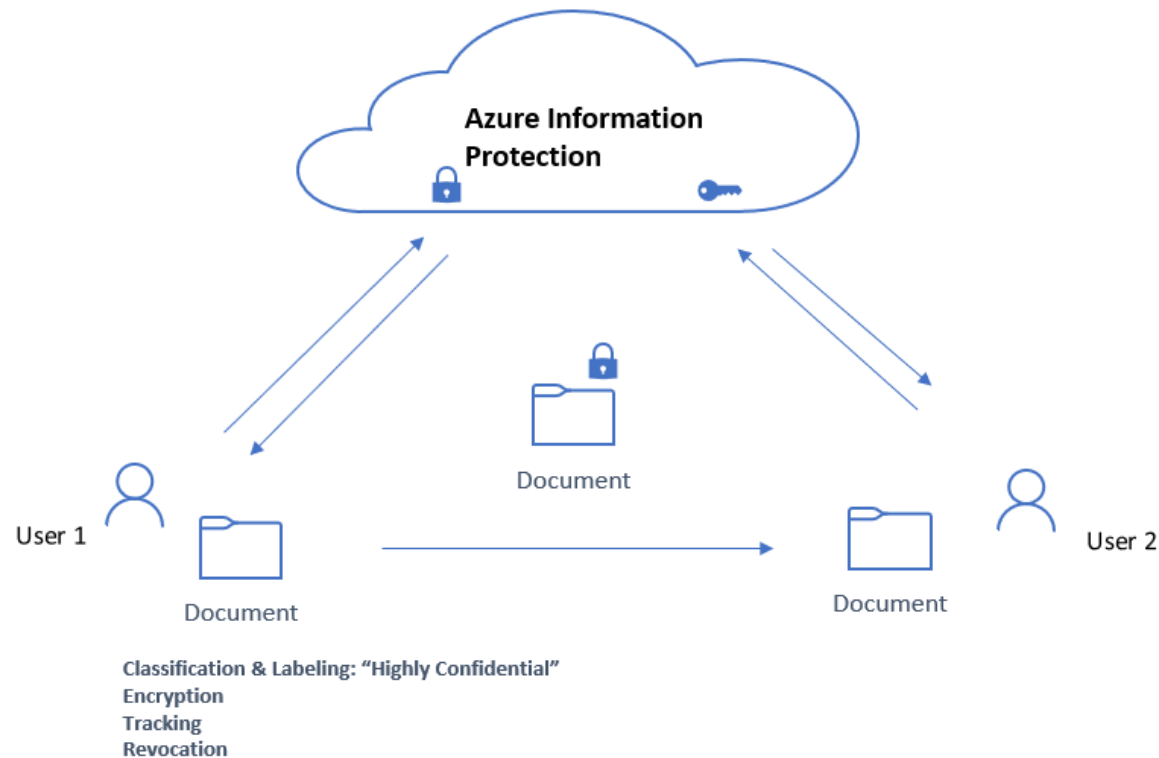 Azure Information
Protection
Document
User 1
User 2
Document
Document
Classification & Labeling: “Highly Confidential”
Encryption
Tracking
Revocation